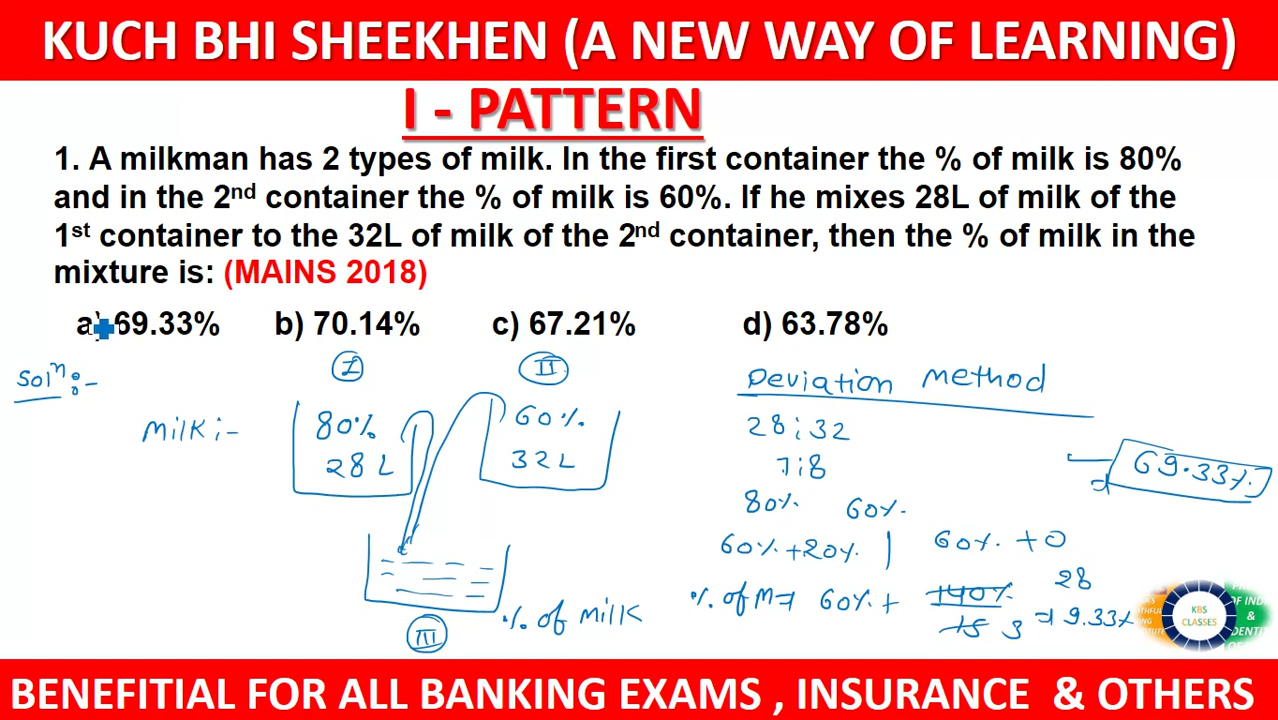 KUCH BHI SHEEKHEN (A NEW WAY OF LEARNING)
I - PATTERN
1. A milkman has 2 types of milk. In the first container the % of milk is 80%
and in the 2nd container the % of milk is 60%. If he mixes 28L of milk of the
1st container to the 32L of milk of the 2nd container, then the % of milk in the
mixture is: (MAINS 2018)
a) 69.33% b) 70.14% c) 67.21% d) 63.78%
Soln:-
I II
Milk:-
80% 60%
28 L 32 L
III
% of milk
Deviation method
28:32
7:8
80% 60%
60%+20% | 60% + 0
% of M ⇒ 60% + 140% 28
15 3 ⇒ 9.33%
⇒ 69.33%
KBS
CLASSES
OF IND
&
DENT
BENEFITIAL FOR ALL BANKING EXAMS , INSURANCE & OTHERS